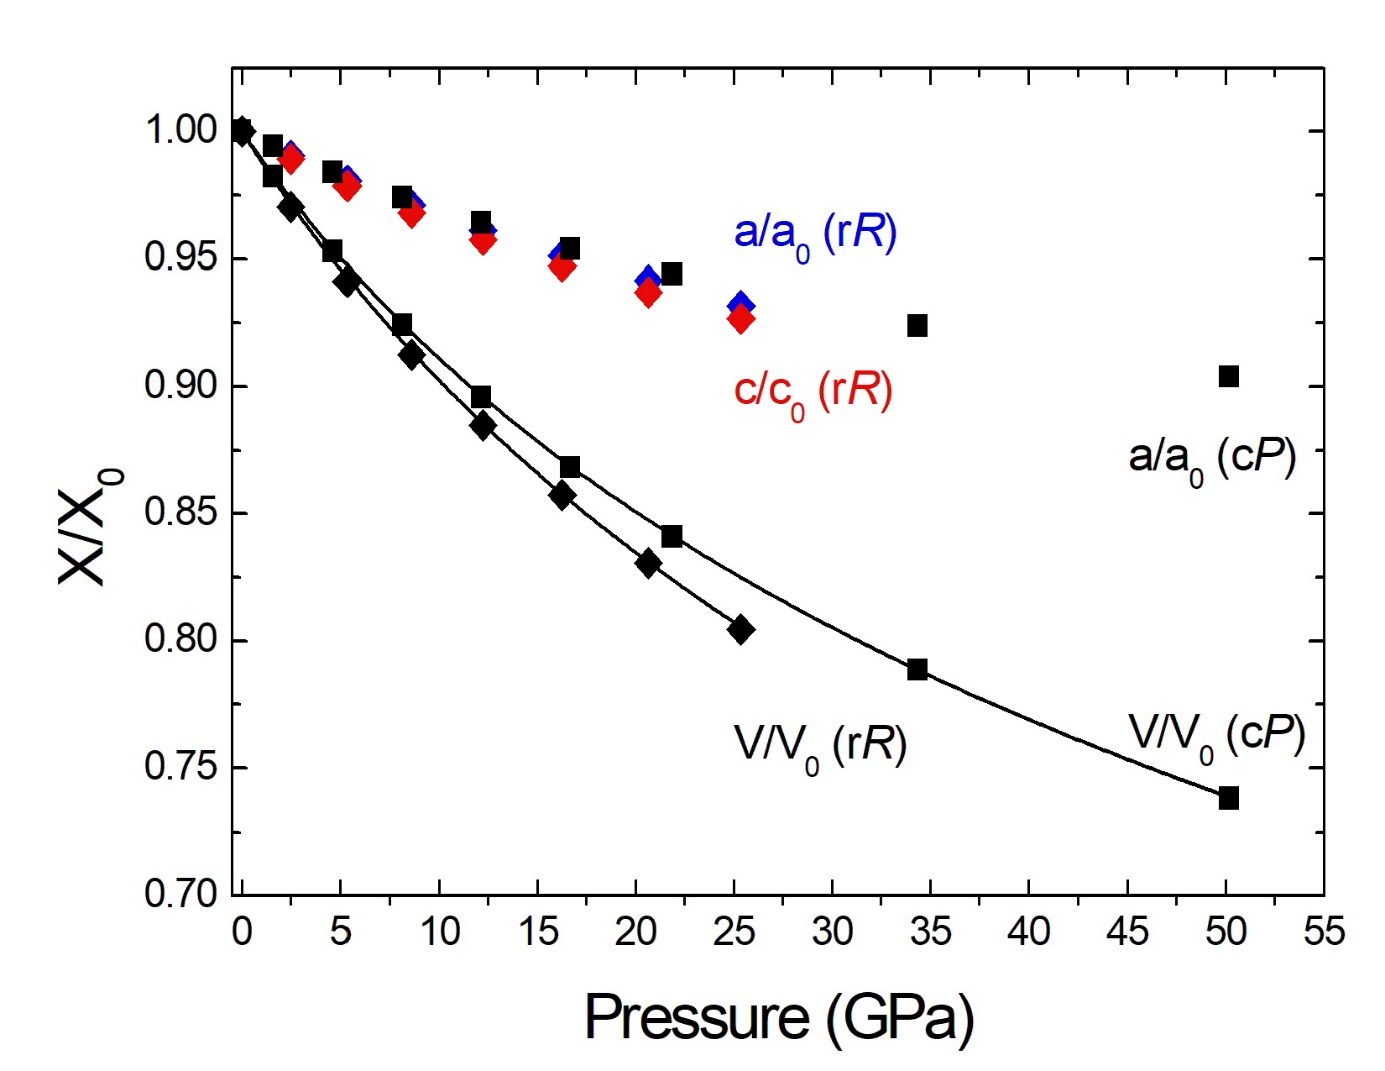 1.00
0.95
0.90
0.85
0.80
0.75
0.70
X/X0
a/a0 (rR)
c/c0 (rR)
a/a0 (cP)
V/V0 (rR)
V/V0 (cP)
0 5 10 15 20 25 30 35 40 45 50 55
Pressure (GPa)